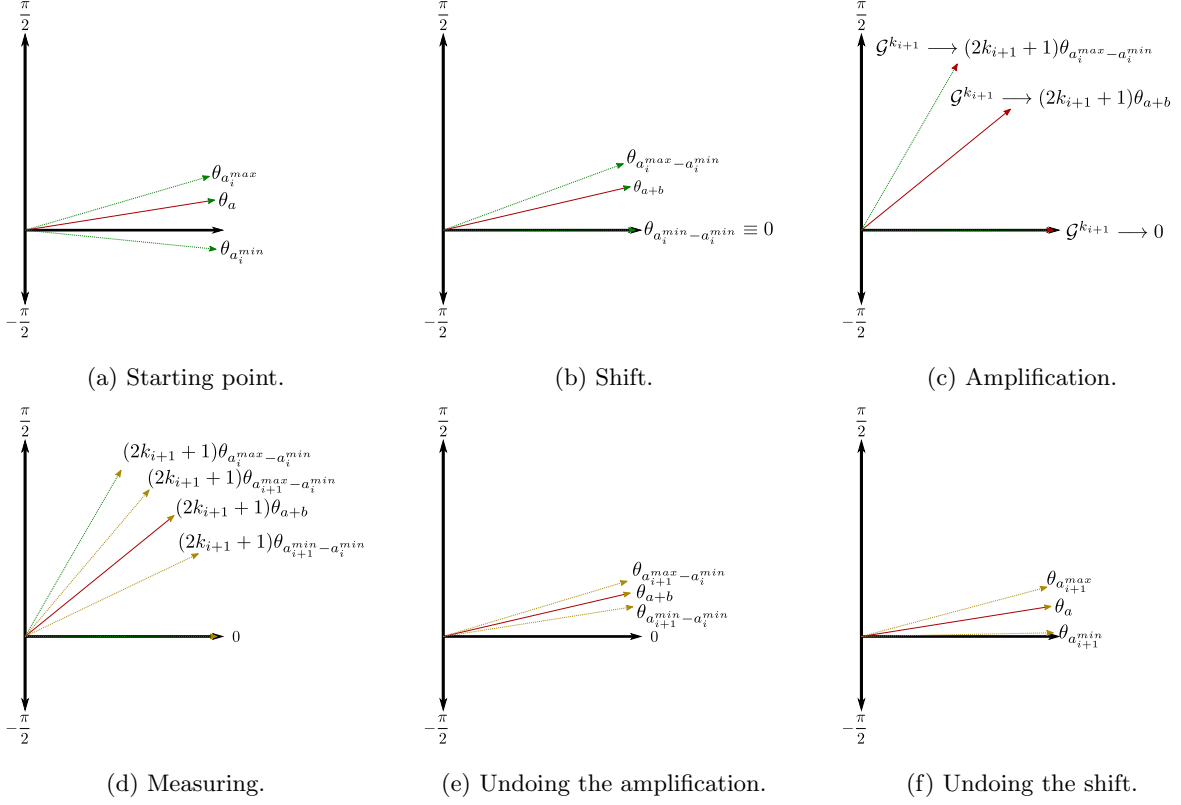 π/2 π/2 π/2
𝒢^{k_{i+1}} ⟶ (2k_{i+1} + 1)θ_{a_i^{max}−a_i^{min}}
𝒢^{k_{i+1}} ⟶ (2k_{i+1} + 1)θ_{a+b}
θ_{a_i^{max}}
θ_a
θ_{a_i^{min}}
θ_{a_i^{max}−a_i^{min}}
θ_{a+b}
θ_{a_i^{min}−a_i^{min}} ≡ 0
𝒢^{k_{i+1}} ⟶ 0
−π/2 −π/2 −π/2
(a) Starting point.
(b) Shift.
(c) Amplification.
π/2 π/2 π/2
(2k_{i+1} + 1)θ_{a_i^{max}−a_i^{min}}
(2k_{i+1} + 1)θ_{a_{i+1}^{max}−a_i^{min}}
(2k_{i+1} + 1)θ_{a+b}
(2k_{i+1} + 1)θ_{a_{i+1}^{min}−a_i^{min}}
0
θ_{a_{i+1}^{max}−a_i^{min}}
θ_{a+b}
θ_{a_{i+1}^{min}−a_i^{min}}
0
θ_{a_{i+1}^{max}}
θ_a
θ_{a_{i+1}^{min}}
−π/2 −π/2 −π/2
(d) Measuring.
(e) Undoing the amplification.
(f) Undoing the shift.